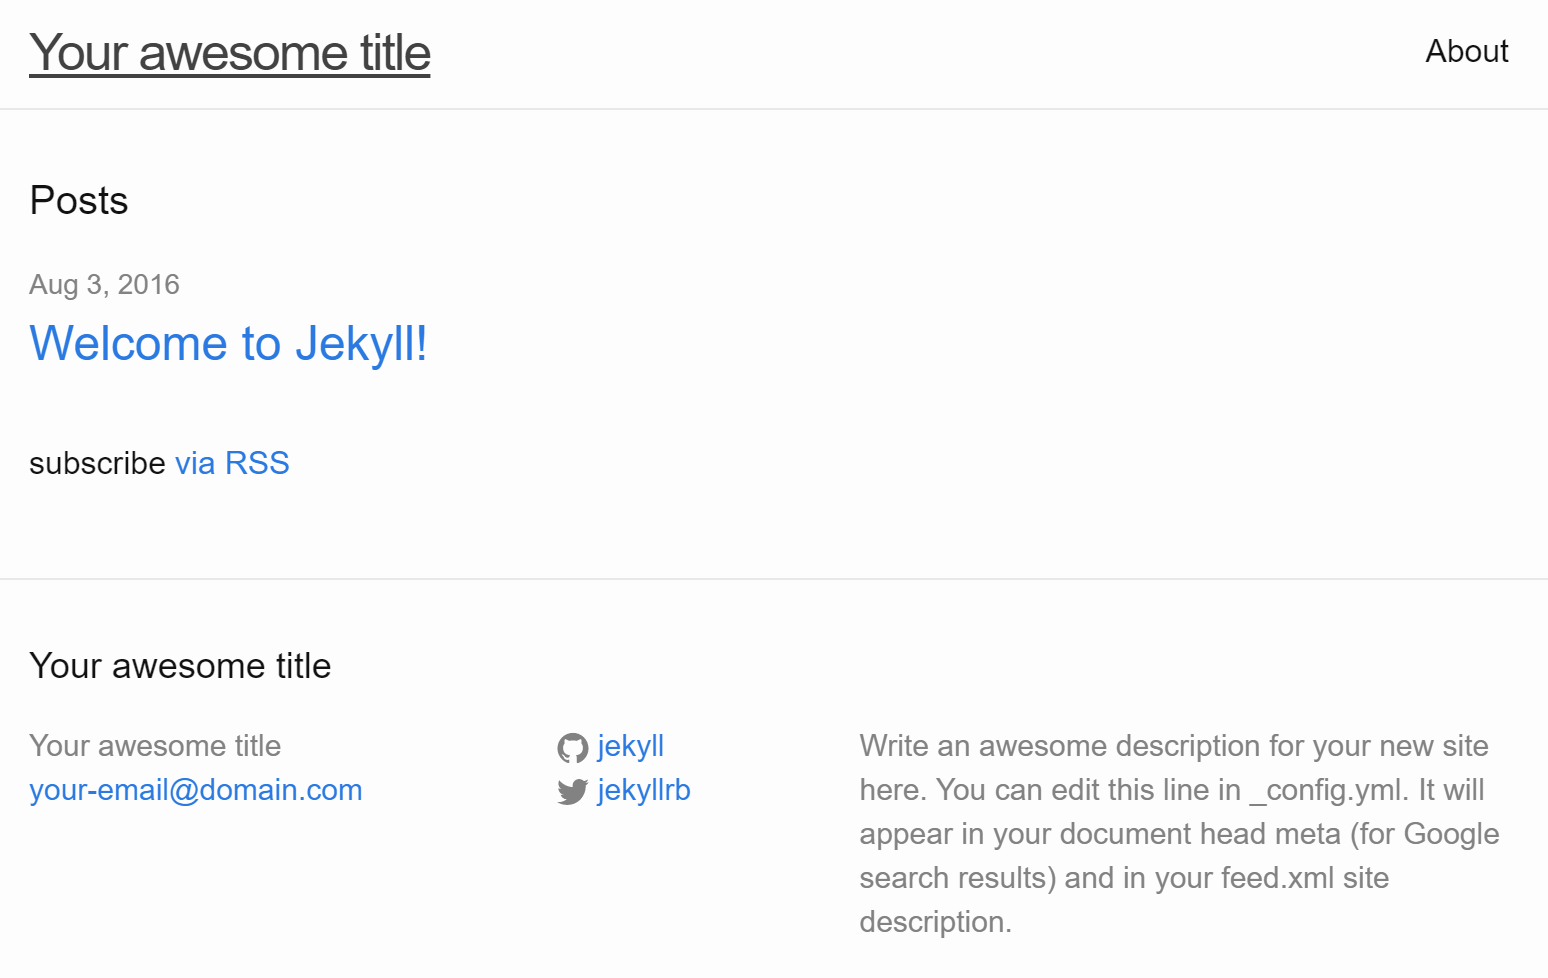 Your awesome title
About
Posts
Aug 3, 2016
Welcome to Jekyll!
subscribe via RSS
Your awesome title
Your awesome title
your-email@domain.com
jekyll
jekyllrb
Write an awesome description for your new site
here. You can edit this line in _config.yml. It will
appear in your document head meta (for Google
search results) and in your feed.xml site
description.